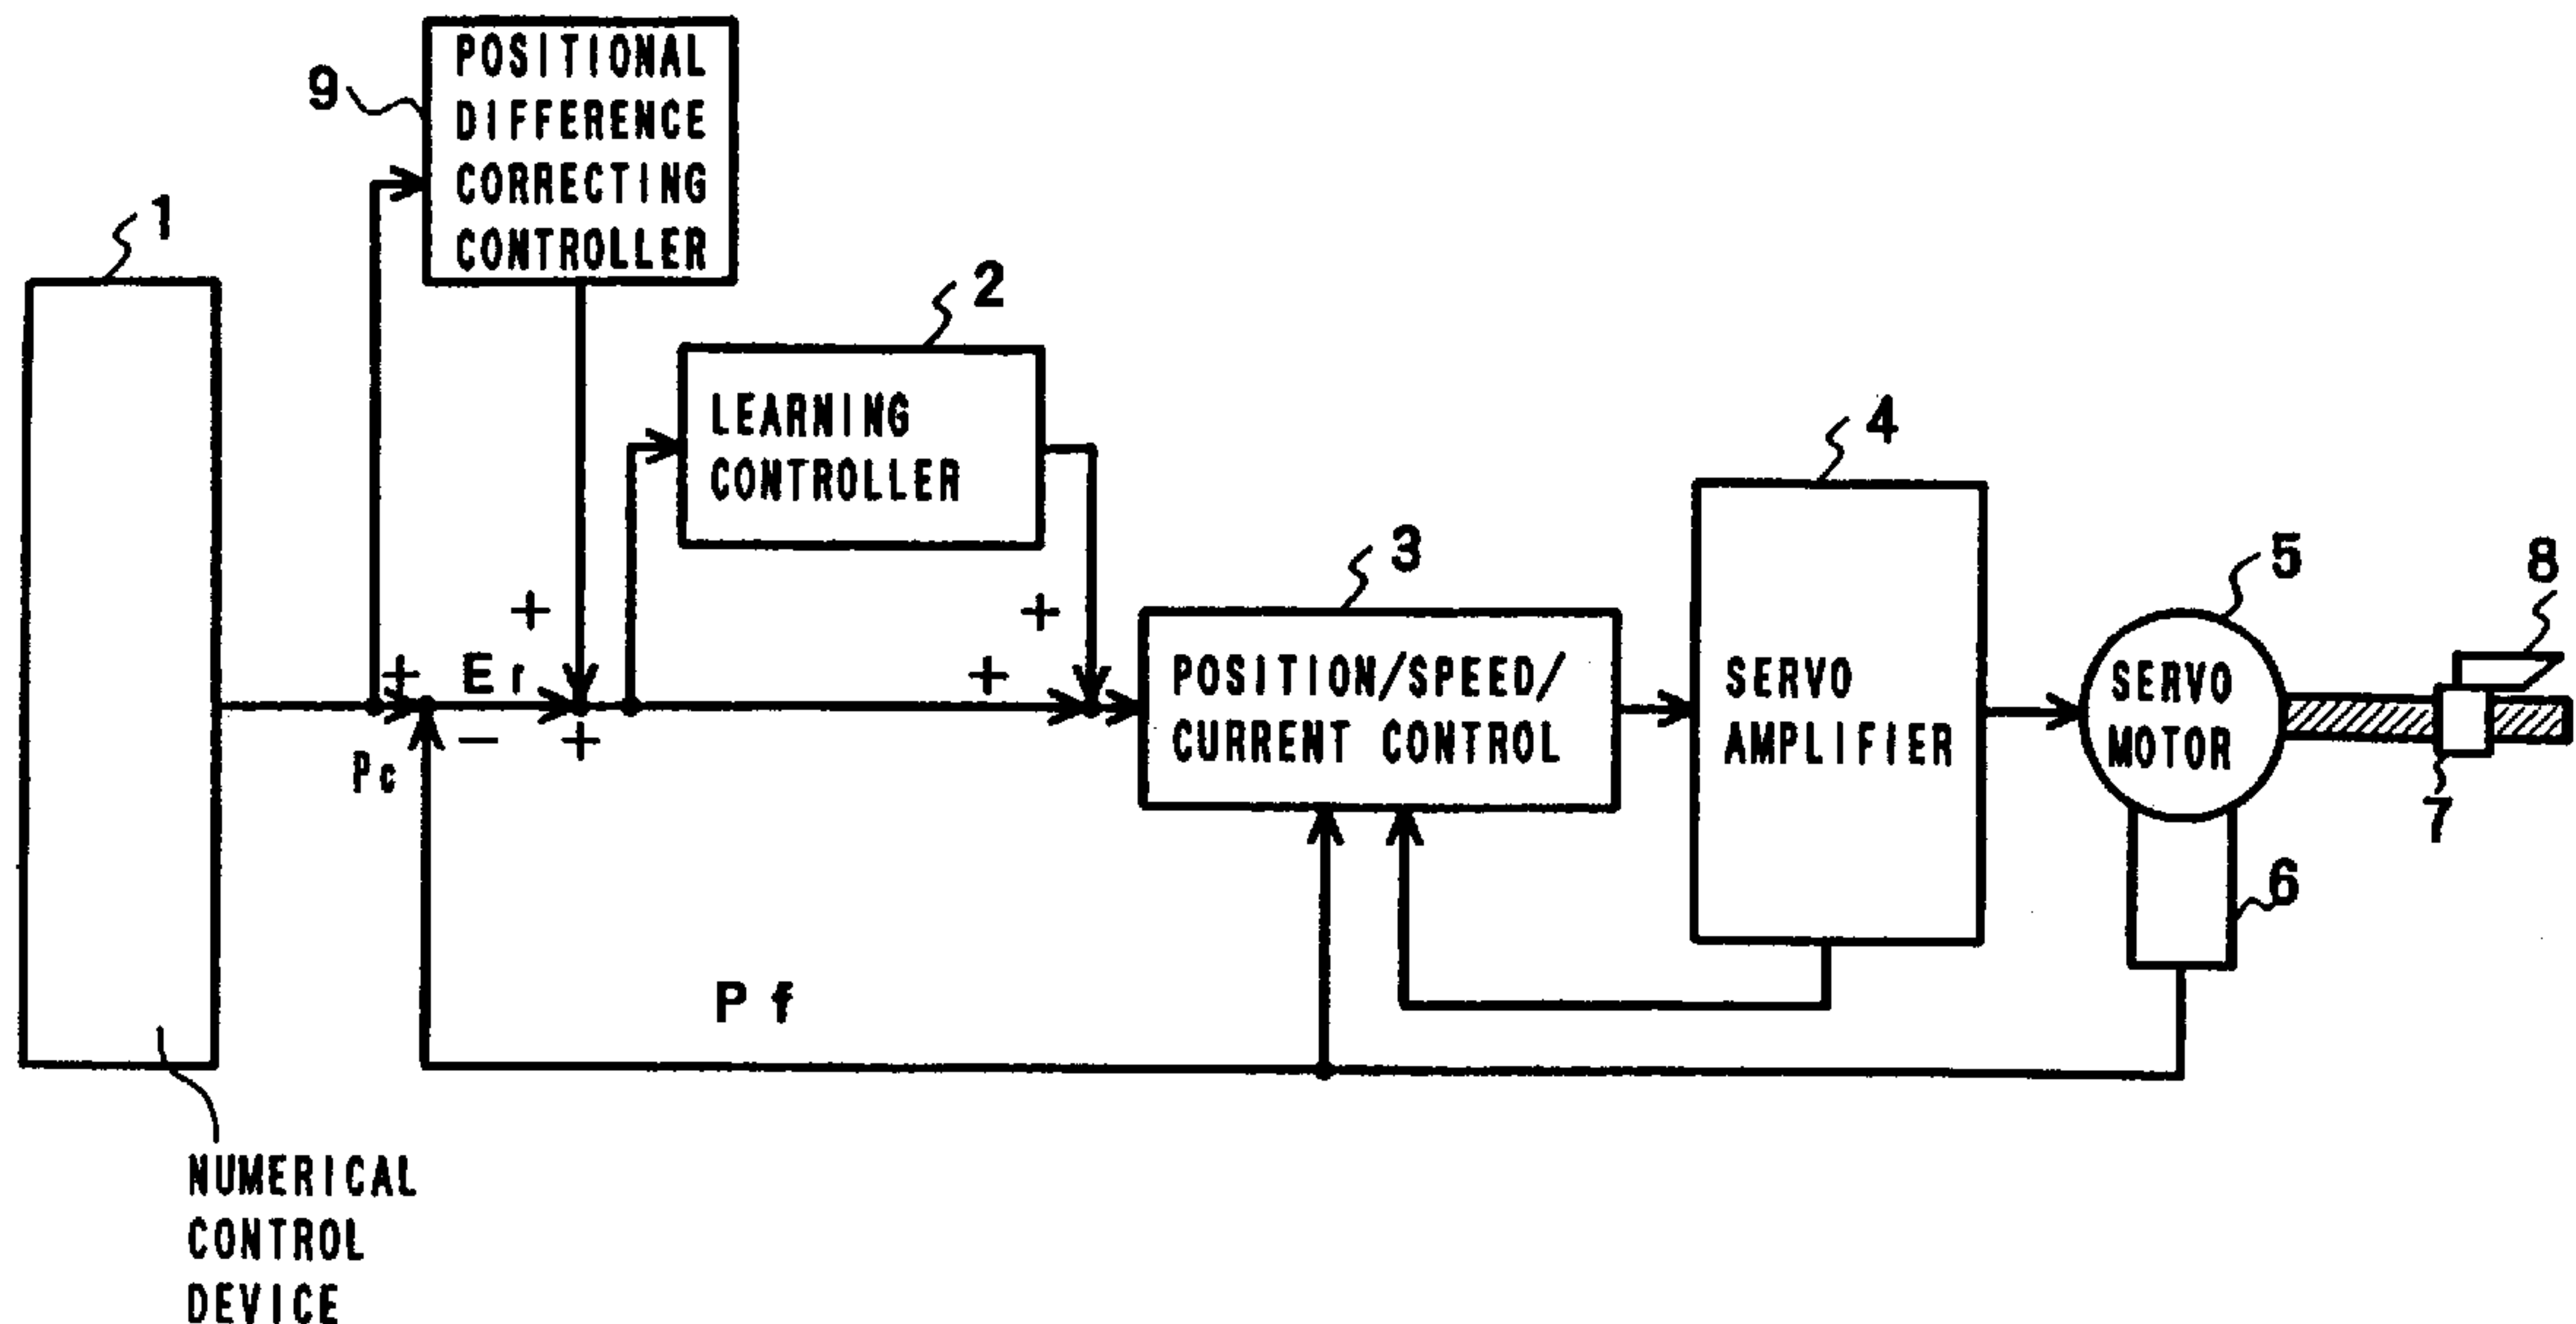 9
POSITIONAL
DIFFERENCE
CORRECTING
CONTROLLER
1
2
LEARNING
CONTROLLER
4
3
5
8
+
+
+
Er
+
POSITION/SPEED/
CURRENT CONTROL
SERVO
AMPLIFIER
SERVO
MOTOR
Pc
−
+
7
6
Pf
NUMERICAL
CONTROL
DEVICE